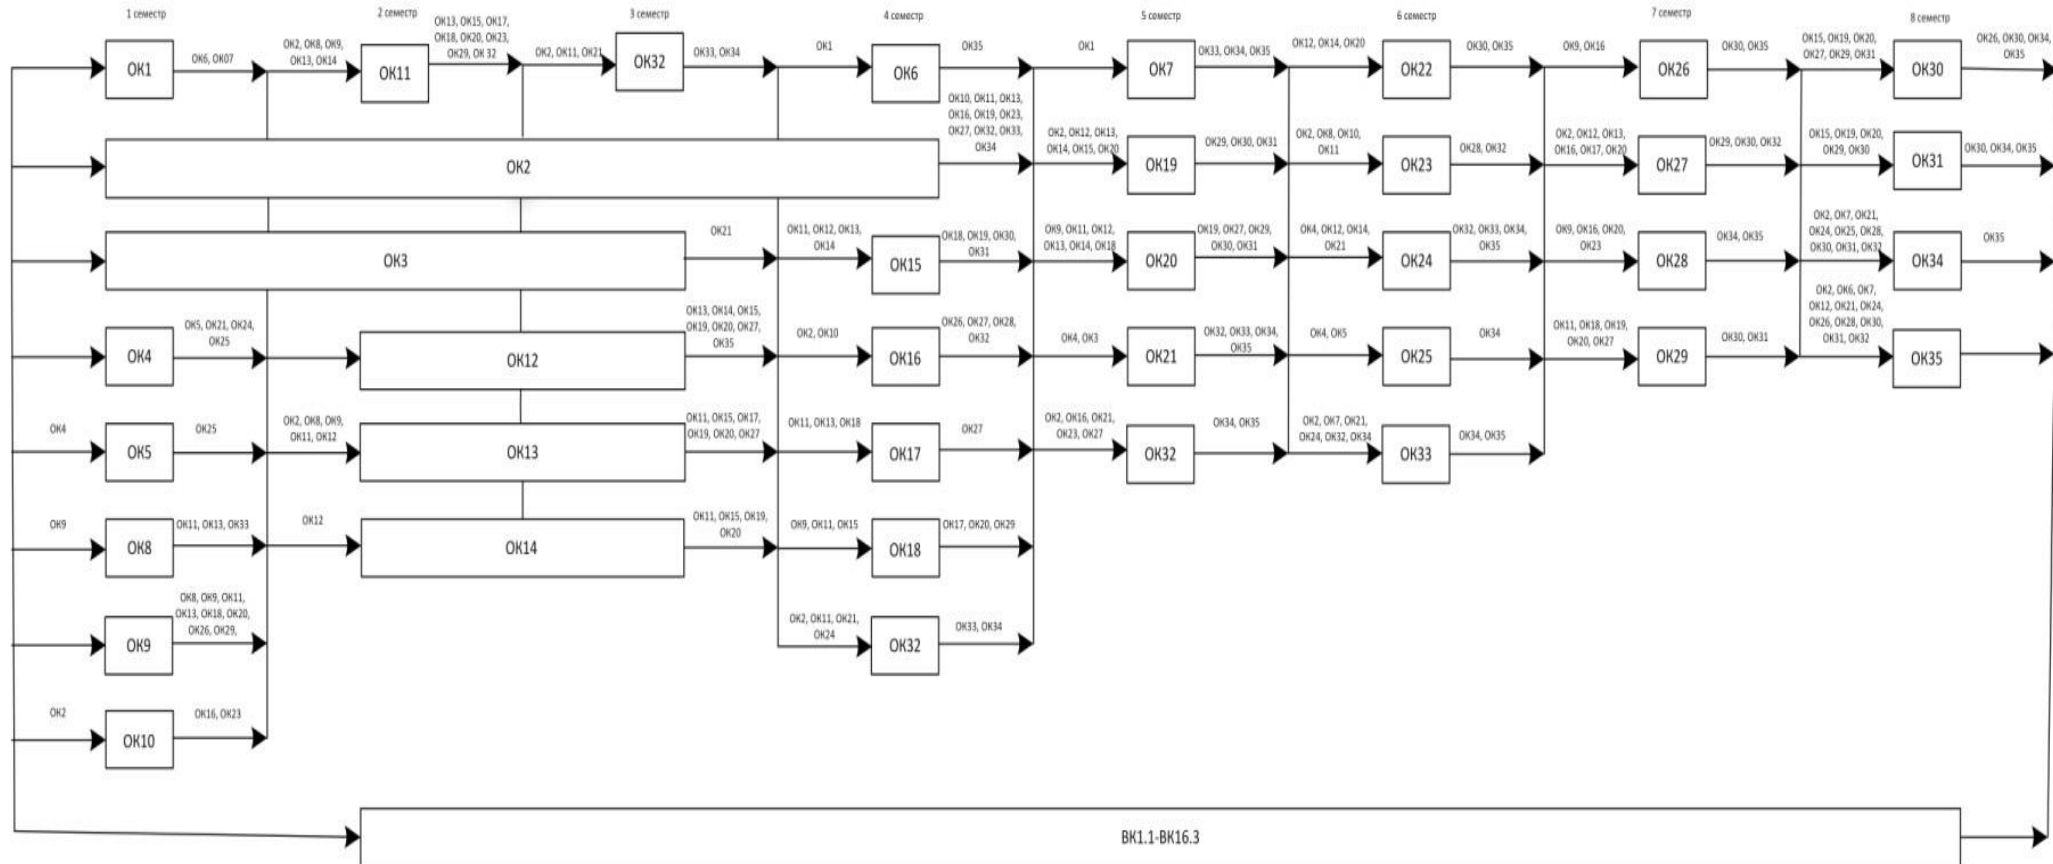 1 семестр
2 семестр
3 семестр
4 семестр
5 семестр
6 семестр
7 семестр
8 семестр
ОК1
ОК6, ОК07
ОК2, ОК8, ОК9,
ОК13, ОК14
ОК11
ОК13, ОК15, ОК17,
ОК18, ОК20, ОК23,
ОК29, ОК 32
ОК2, ОК11, ОК21
ОК32
ОК33, ОК34
ОК1
ОК6
ОК35
ОК1
ОК7
ОК33, ОК34, ОК35
ОК12, ОК14, ОК20
ОК22
ОК30, ОК35
ОК9, ОК16
ОК26
ОК30, ОК35
ОК15, ОК19, ОК20,
ОК27, ОК29, ОК31
ОК30
ОК26, ОК30, ОК34,
ОК35
ОК2
ОК10, ОК11, ОК13,
ОК16, ОК19, ОК23,
ОК27, ОК32, ОК33,
ОК34
ОК2, ОК12, ОК13,
ОК14, ОК15, ОК20
ОК19
ОК29, ОК30, ОК31
ОК2, ОК8, ОК10,
ОК11
ОК23
ОК28, ОК32
ОК2, ОК12, ОК13,
ОК16, ОК17, ОК20
ОК27
ОК29, ОК30, ОК32
ОК15, ОК19, ОК20,
ОК29, ОК30
ОК31
ОК30, ОК34, ОК35
ОК3
ОК21
ОК11, ОК12, ОК13,
ОК14
ОК15
ОК18, ОК19, ОК30,
ОК31
ОК9, ОК11, ОК12,
ОК13, ОК14, ОК18
ОК20
ОК19, ОК27, ОК29,
ОК30, ОК31
ОК4, ОК12, ОК14,
ОК21
ОК24
ОК32, ОК33, ОК34,
ОК35
ОК9, ОК16, ОК20,
ОК23
ОК28
ОК34, ОК35
ОК2, ОК7, ОК21,
ОК24, ОК25, ОК28,
ОК30, ОК31, ОК32
ОК34
ОК35
ОК4
ОК5, ОК21, ОК24,
ОК25
ОК12
ОК13, ОК14, ОК15,
ОК19, ОК20, ОК27,
ОК35
ОК2, ОК10
ОК16
ОК26, ОК27, ОК28,
ОК32
ОК4, ОК3
ОК21
ОК32, ОК33, ОК34,
ОК35
ОК4, ОК5
ОК25
ОК34
ОК11, ОК18, ОК19,
ОК20, ОК27
ОК29
ОК30, ОК31
ОК2, ОК6, ОК7,
ОК12, ОК21, ОК24,
ОК26, ОК28, ОК30,
ОК31, ОК32
ОК35
ОК4
ОК5
ОК25
ОК2, ОК8, ОК9,
ОК11, ОК12
ОК13
ОК11, ОК15, ОК17,
ОК19, ОК20, ОК27
ОК11, ОК13, ОК18
ОК17
ОК27
ОК2, ОК16, ОК21,
ОК23, ОК27
ОК32
ОК34, ОК35
ОК2, ОК7, ОК21,
ОК24, ОК32, ОК34
ОК33
ОК34, ОК35
ОК9
ОК8
ОК11, ОК13, ОК33
ОК12
ОК14
ОК11, ОК15, ОК19,
ОК20
ОК9, ОК11, ОК15
ОК18
ОК17, ОК20, ОК29
ОК9
ОК8, ОК9, ОК11,
ОК13, ОК18, ОК20,
ОК26, ОК29,
ОК2, ОК11, ОК21,
ОК24
ОК32
ОК33, ОК34
ОК2
ОК10
ОК16, ОК23
ВК1.1-ВК16.3